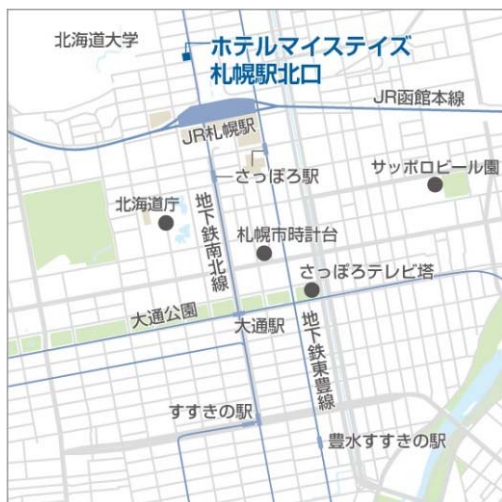 北海道大学
ホテルマイステイズ
札幌駅北口
JR函館本線
JR札幌駅
さっぽろ駅
サッポロビール園
北海道庁
地下鉄南北線
札幌市時計台
さっぽろテレビ塔
大通公園
大通駅
地下鉄東豊線
すすきの駅
豊水すすきの駅